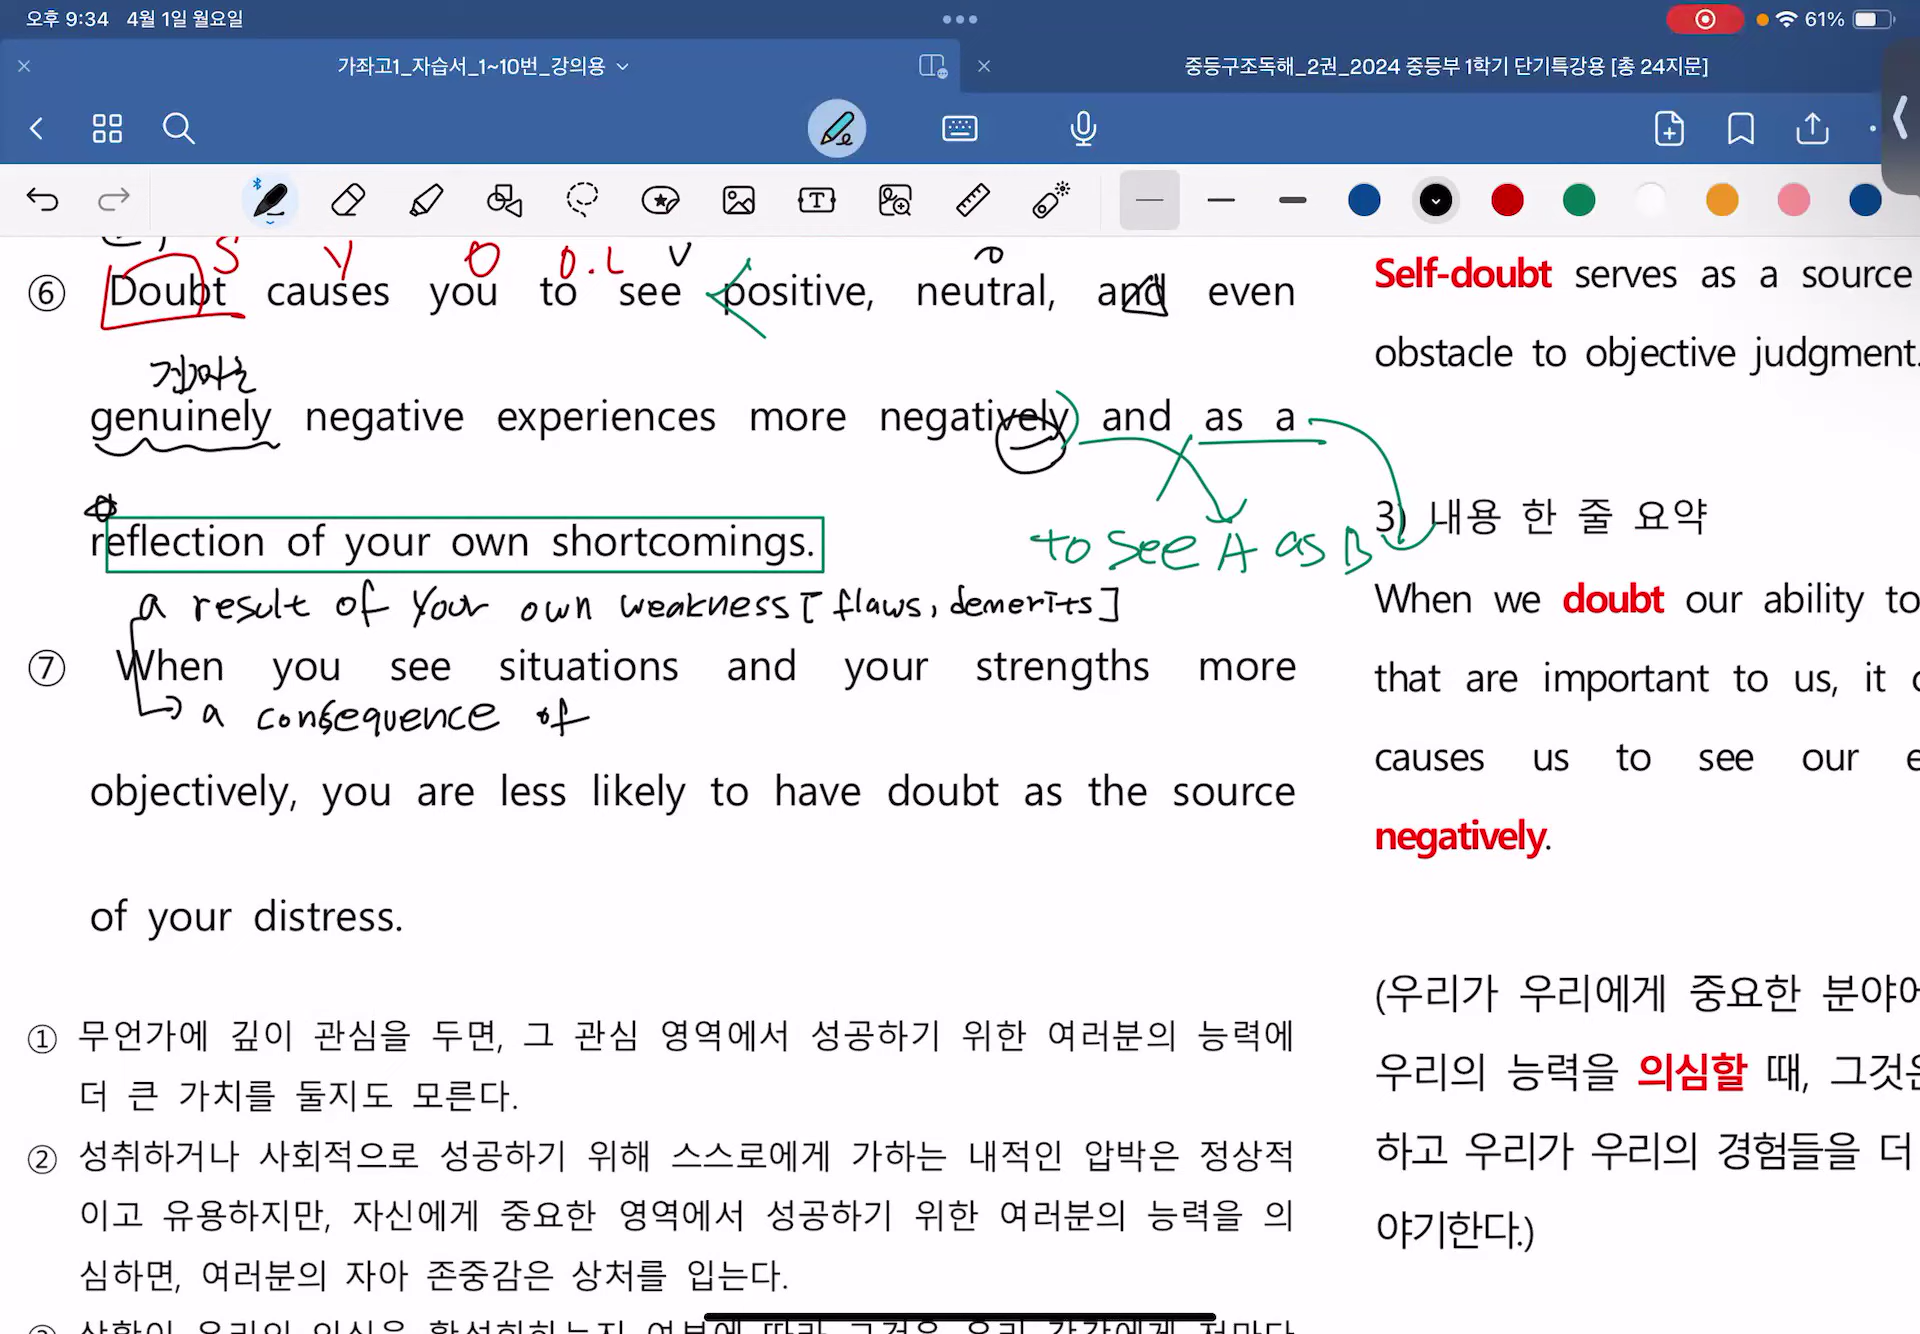 오후 9:34 4월 1일 월요일
61%
가좌고1_자습서_1~10번_강의용
중등구조독해_2권_2024 중등부 1학기 단기특강용 [총 24지문]
S V O O.C V
⑥ Doubt causes you to see positive, neutral, and even
genuinely negative experiences more negatively and as a
reflection of your own shortcomings.
to see A as B
a result of your own weakness [flaws, demerits]
⑦ When you see situations and your strengths more
a consequence of
objectively, you are less likely to have doubt as the source
of your distress.
① 무언가에 깊이 관심을 두면, 그 관심 영역에서 성공하기 위한 여러분의 능력에
더 큰 가치를 둘지도 모른다.
② 성취하거나 사회적으로 성공하기 위해 스스로에게 가하는 내적인 압박은 정상적
이고 유용하지만, 자신에게 중요한 영역에서 성공하기 위한 여러분의 능력을 의
심하면, 여러분의 자아 존중감은 상처를 입는다.
Self-doubt serves as a source
obstacle to objective judgment.
3) 내용 한 줄 요약
When we doubt our ability to
that are important to us, it
causes us to see our
negatively.
(우리가 우리에게 중요한 분야에
우리의 능력을 의심할 때, 그것은
하고 우리가 우리의 경험들을 더
야기한다.)